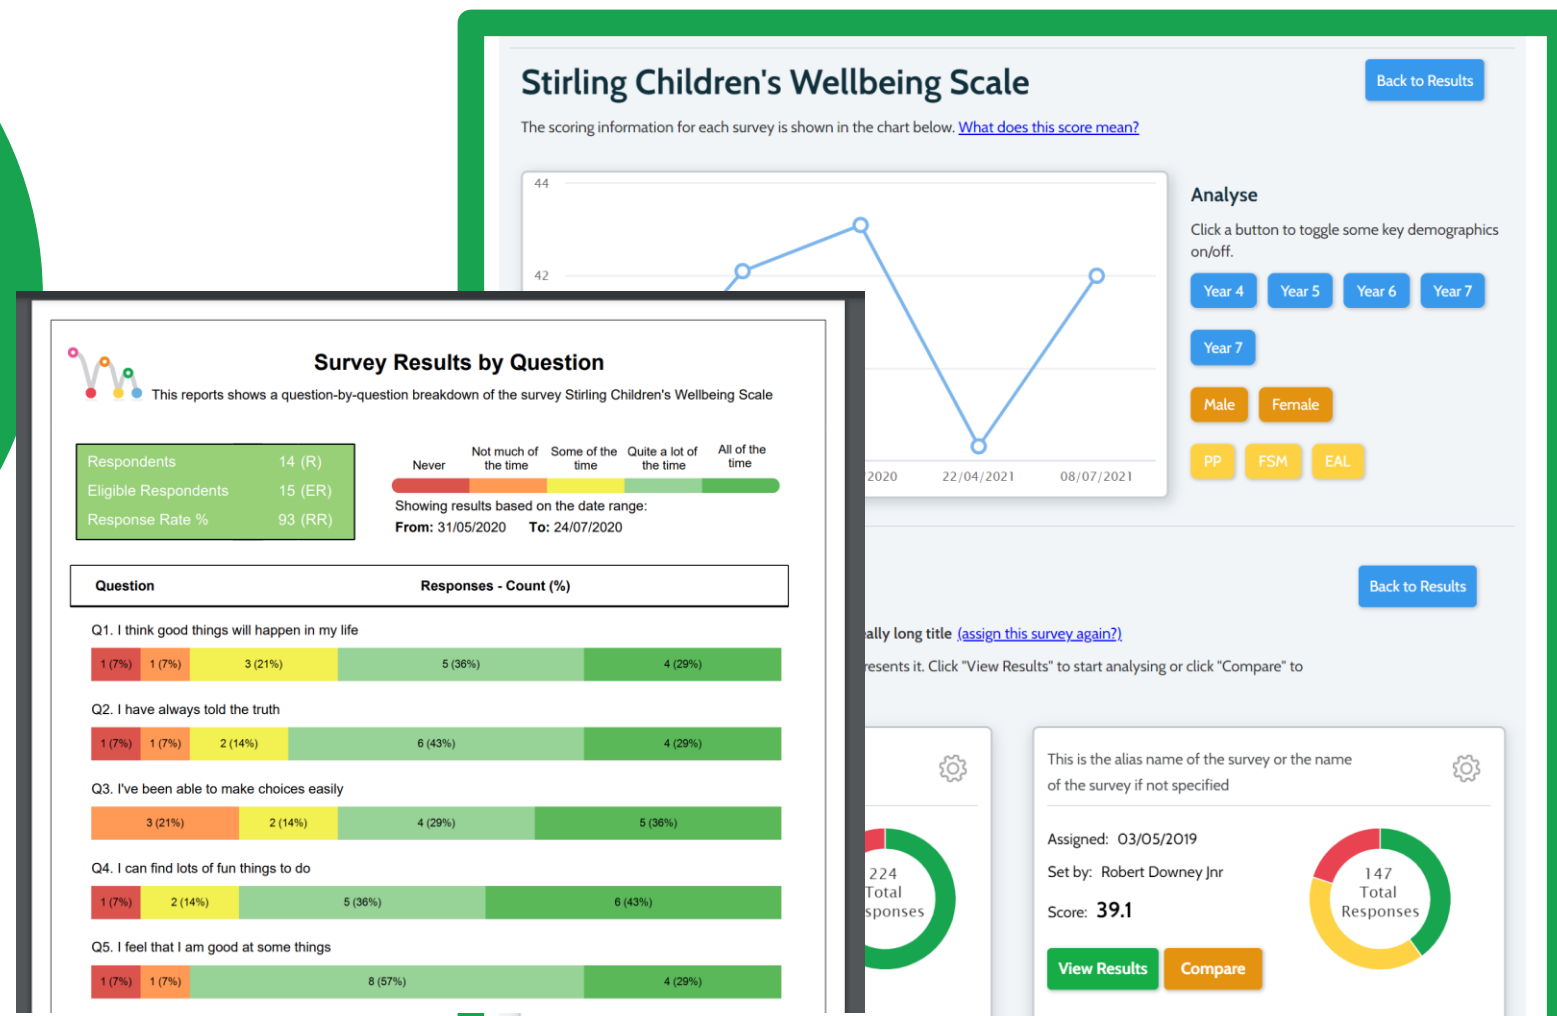 Stirling Children's Wellbeing Scale
Back to Results
The scoring information for each survey is shown in the chart below. What does this score mean?
44
42
2020
22/04/2021
08/07/2021
Analyse
Click a button to toggle some key demographics
on/off.
Year 4
Year 5
Year 6
Year 7
Year 7
Male
Female
PP
FSM
EAL
Survey Results by Question
This reports shows a question-by-question breakdown of the survey Stirling Children's Wellbeing Scale
Respondents 14 (R)
Eligible Respondents 15 (ER)
Response Rate % 93 (RR)
Never
Not much of
the time
Some of the
time
Quite a lot of
the time
All of the
time
Showing results based on the date range:
From: 31/05/2020 To: 24/07/2020
Question Responses - Count (%)
Q1. I think good things will happen in my life
1 (7%) 1 (7%) 3 (21%) 5 (36%) 4 (29%)
Q2. I have always told the truth
1 (7%) 1 (7%) 2 (14%) 6 (43%) 4 (29%)
Q3. I've been able to make choices easily
3 (21%) 2 (14%) 4 (29%) 5 (36%)
Q4. I can find lots of fun things to do
1 (7%) 2 (14%) 5 (36%) 6 (43%)
Q5. I feel that I am good at some things
1 (7%) 1 (7%) 8 (57%) 4 (29%)
Back to Results
ally long title (assign this survey again?)
resents it. Click "View Results" to start analysing or click "Compare" to
224
Total
sponses
This is the alias name of the survey or the name
of the survey if not specified
Assigned: 03/05/2019
Set by: Robert Downey Jnr
Score: 39.1
147
Total
Responses
View Results
Compare